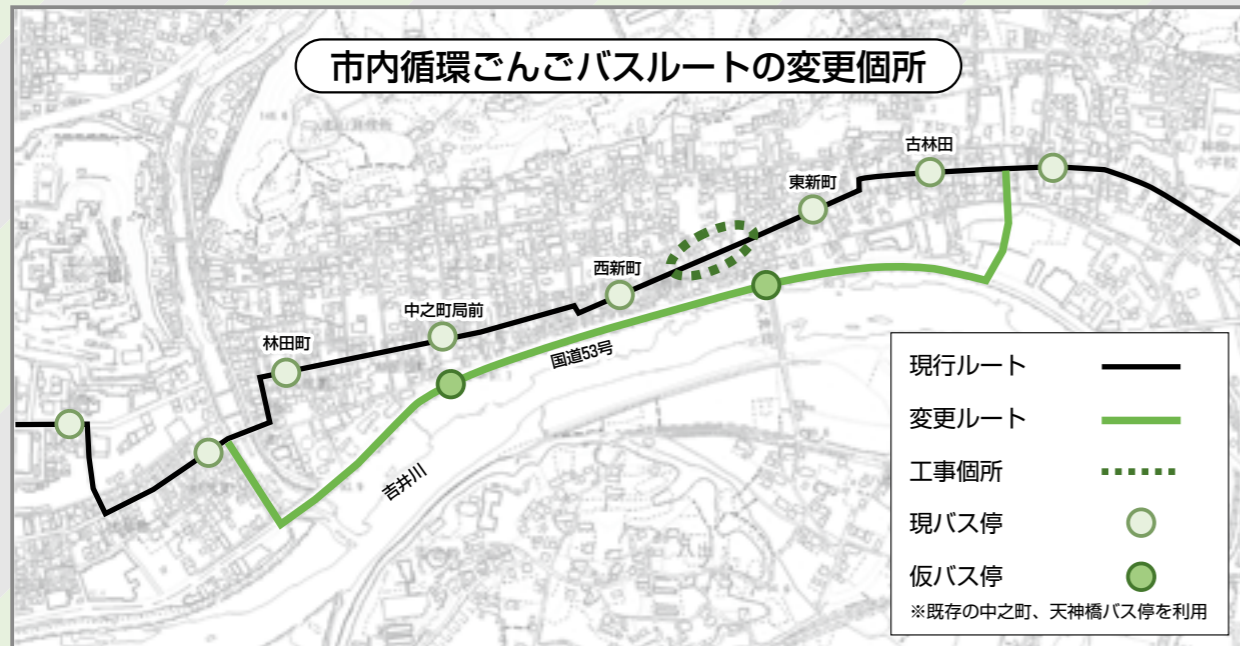 市内循環ごんごバスルートの変更個所
古林田
小学校
東新町
西新町
中之町局前
林田町
国道53号
吉井川
現行ルート
変更ルート
工事個所
現バス停
仮バス停
※既存の中之町、天神橋バス停を利用